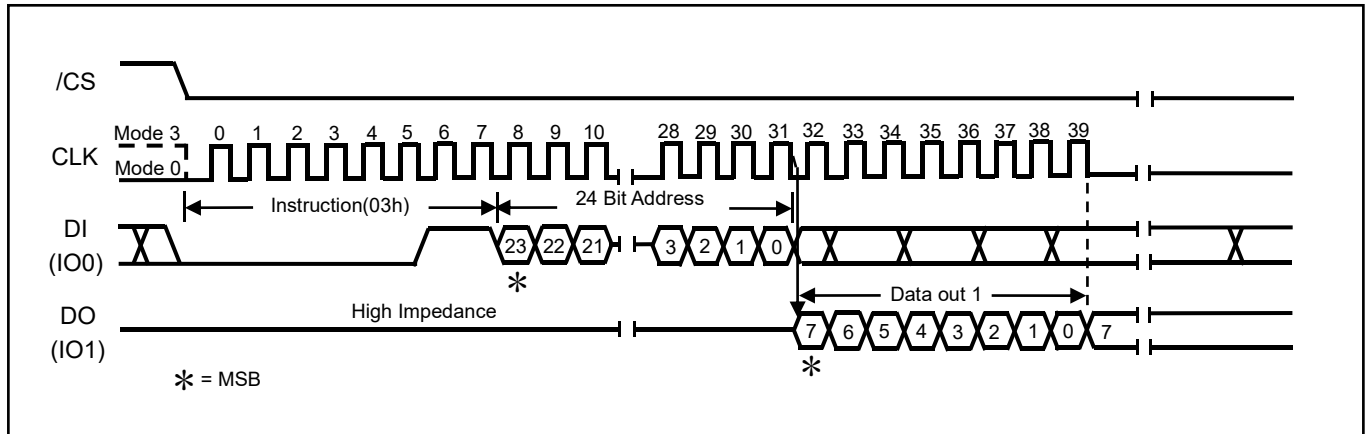 /CS
Mode 3 0 1 2 3 4 5 6 7 8 9 10 28 29 30 31 32 33 34 35 36 37 38 39
CLK
Mode 0
Instruction(03h) 24 Bit Address
DI
(IO0) 23 22 21 3 2 1 0
*
Data out 1
High Impedance
DO
(IO1) 7 6 5 4 3 2 1 0 7
*
* = MSB